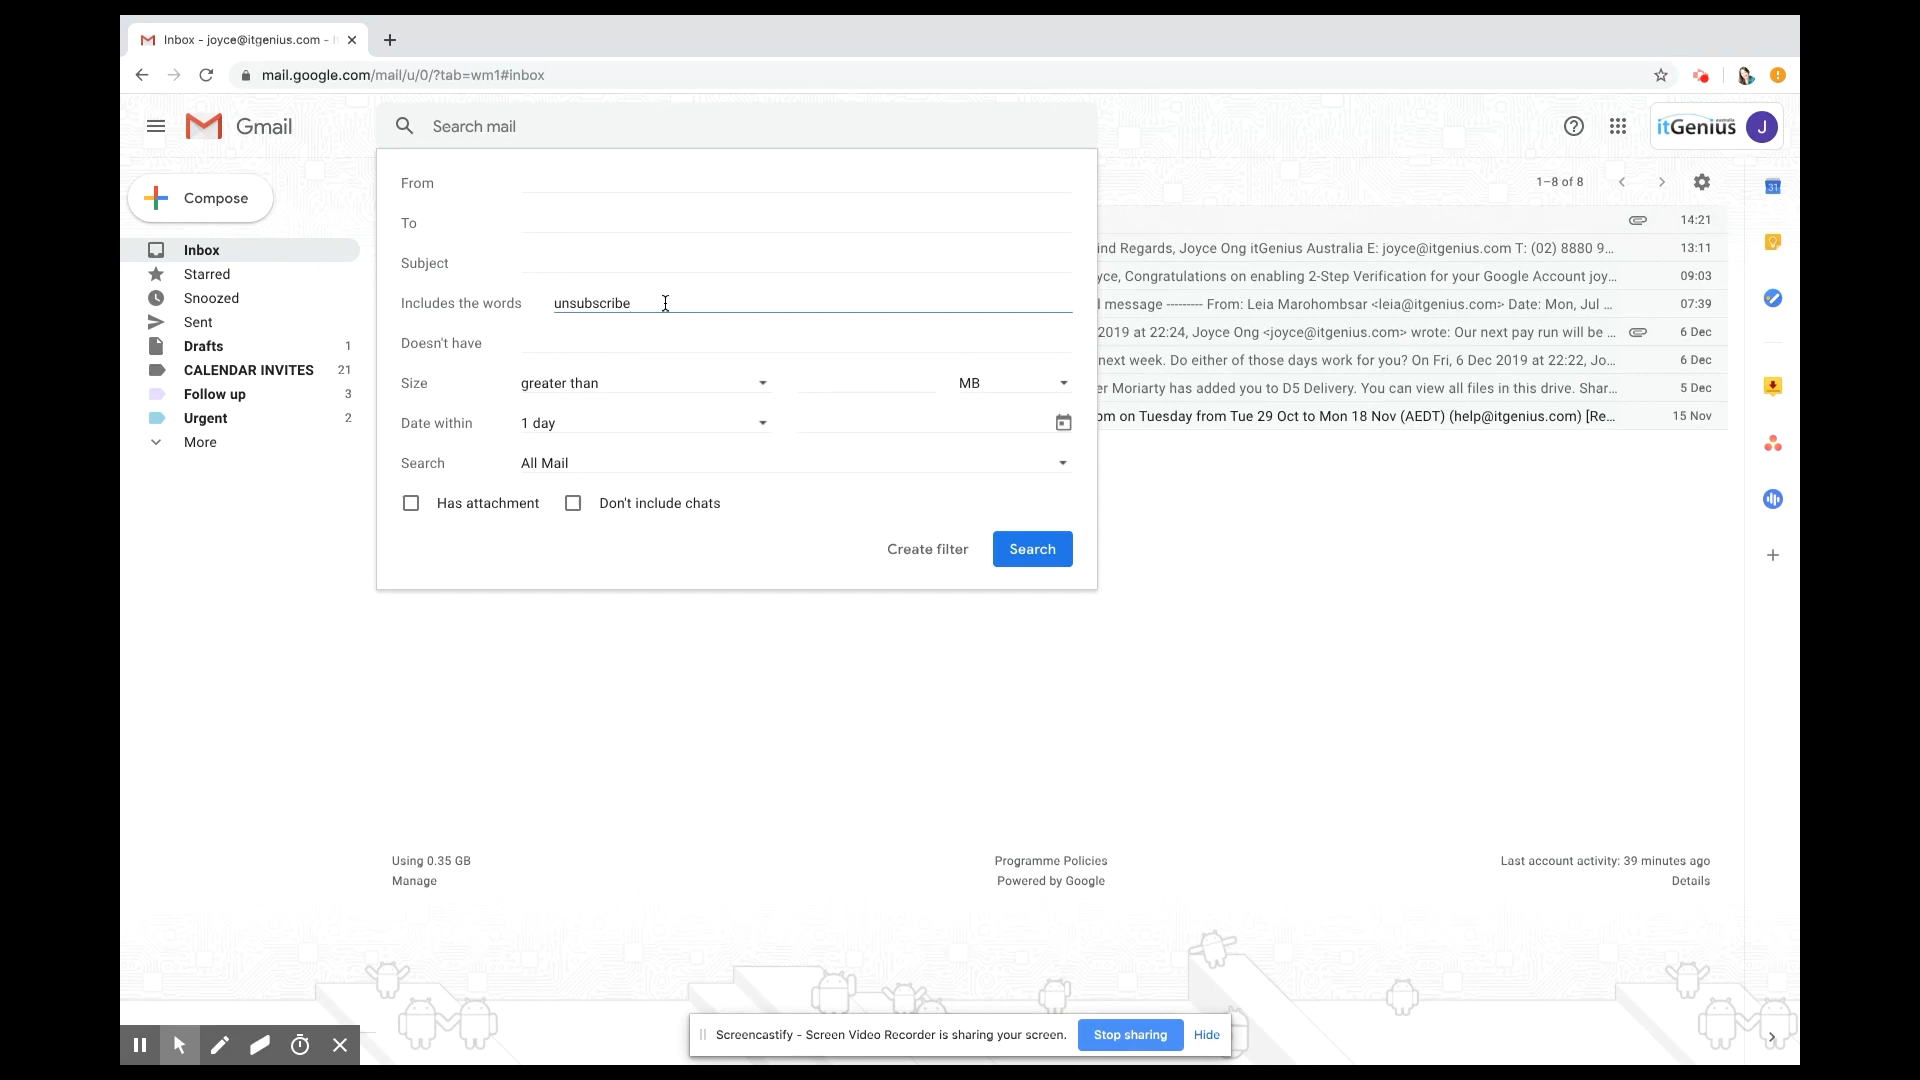 Inbox - joyce@itgenius.com -
mail.google.com/mail/u/0/?tab=wm1#inbox
Gmail
Search mail
itGenius
australia
J
Compose
Inbox
Starred
Snoozed
Sent
Drafts 1
CALENDAR INVITES 21
Follow up 3
Urgent 2
More
From
To
Subject
Includes the words unsubscribe
Doesn't have
Size greater than MB
Date within 1 day
Search All Mail
Has attachment Don't include chats
Create filter Search
1–8 of 8
14:21
ind Regards, Joyce Ong itGenius Australia E: joyce@itgenius.com T: (02) 8880 9... 13:11
yce, Congratulations on enabling 2-Step Verification for your Google Account joy... 09:03
message --------- From: Leia Marohombsar <leia@itgenius.com> Date: Mon, Jul ... 07:39
2019 at 22:24, Joyce Ong <joyce@itgenius.com> wrote: Our next pay run will be ... 6 Dec
next week. Do either of those days work for you? On Fri, 6 Dec 2019 at 22:22, Jo... 6 Dec
er Moriarty has added you to D5 Delivery. You can view all files in this drive. Shar... 5 Dec
om on Tuesday from Tue 29 Oct to Mon 18 Nov (AEDT) (help@itgenius.com) [Re... 15 Nov
31
Using 0.35 GB
Manage
Programme Policies
Powered by Google
Last account activity: 39 minutes ago
Details
Screencastify - Screen Video Recorder is sharing your screen. Stop sharing Hide